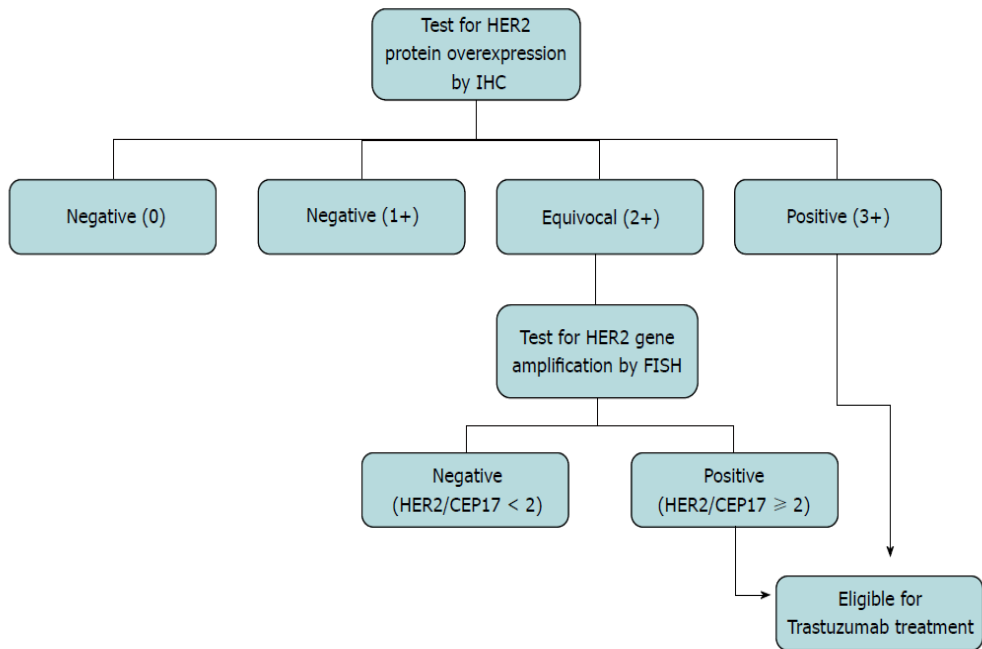 Test for HER2
protein overexpression
by IHC
Negative (0)
Negative (1+)
Equivocal (2+)
Positive (3+)
Test for HER2 gene
amplification by FISH
Negative
(HER2/CEP17 < 2)
Positive
(HER2/CEP17 ⩾ 2)
Eligible for
Trastuzumab treatment